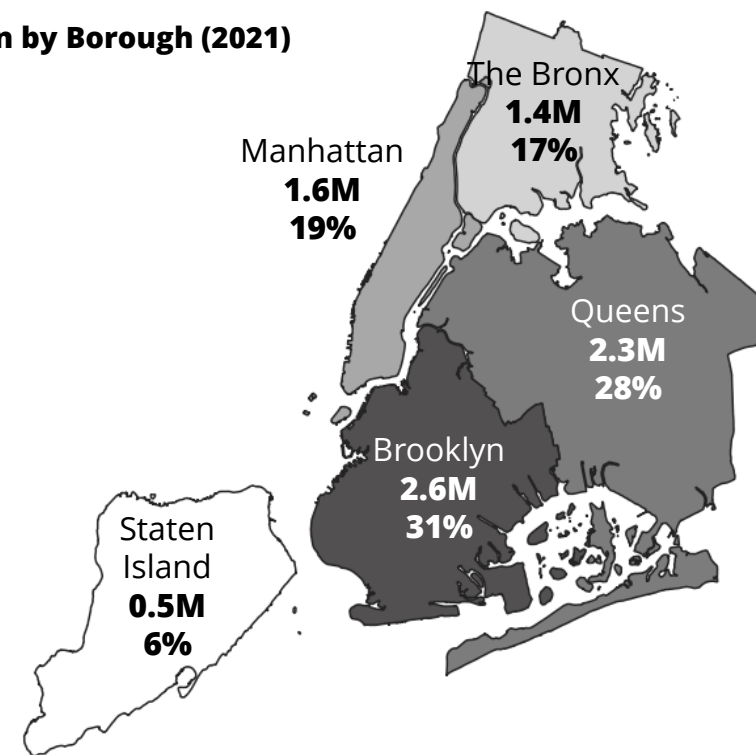 by Borough (2021)
The Bronx
1.4M
17%
Manhattan
1.6M
19%
Queens
2.3M
28%
Brooklyn
2.6M
31%
Staten
Island
0.5M
6%